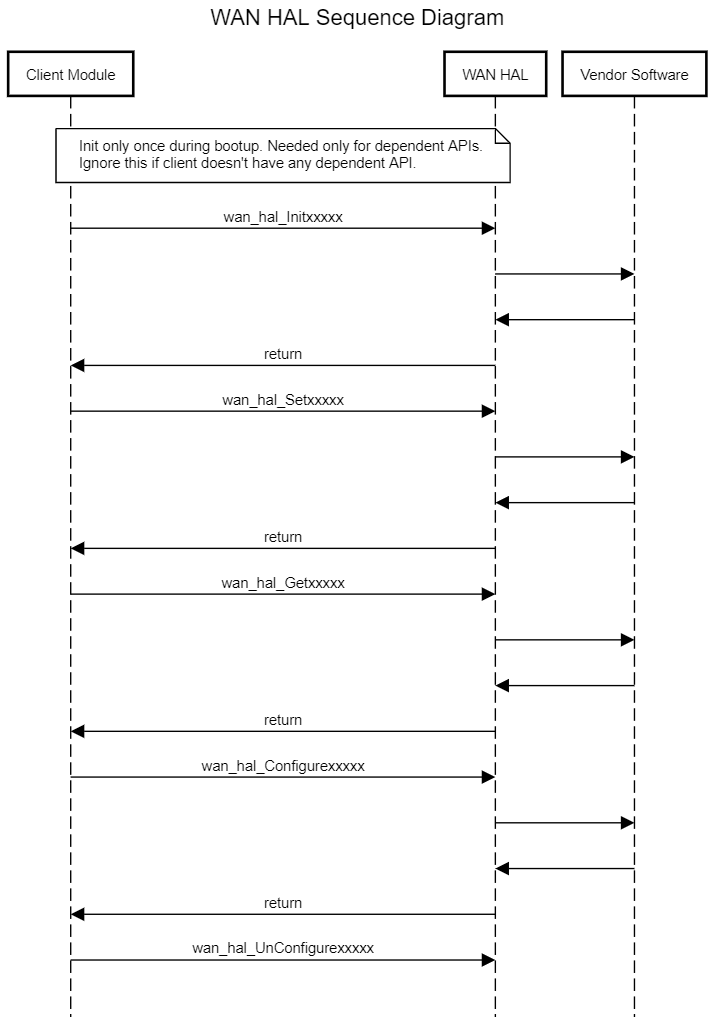 WAN HAL Sequence Diagram
Client Module
WAN HAL
Vendor Software
Init only once during bootup. Needed only for dependent APIs.
Ignore this if client doesn't have any dependent API.
wan_hal_Initxxxxx
return
wan_hal_Setxxxxx
return
wan_hal_Getxxxxx
return
wan_hal_Configurexxxxx
return
wan_hal_UnConfigurexxxxx